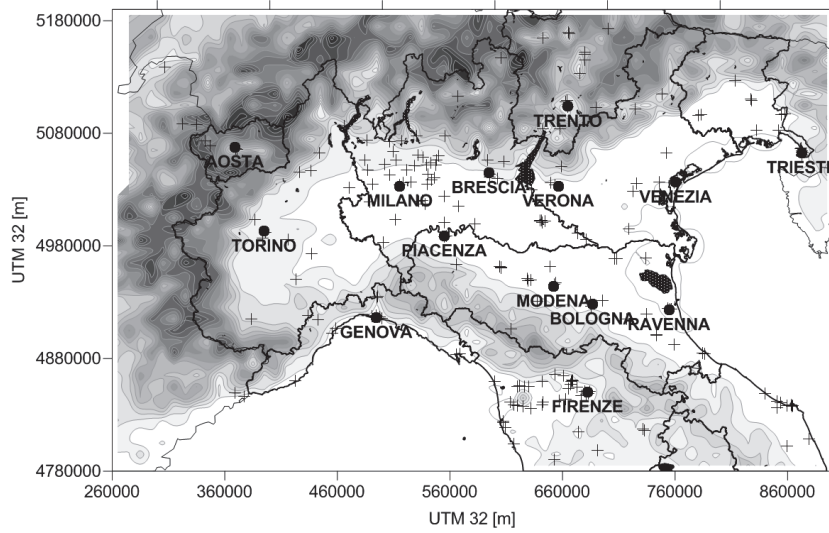 5180000
5080000
4980000
4880000
4780000
UTM 32 [m]
TRENTO
AOSTA
TRIEST
BRESCIA
MILANO
VERONA
VENEZIA
TORINO
PIACENZA
MODENA
BOLOGNA
RAVENNA
GENOVA
FIRENZE
260000 360000 460000 560000 660000 760000 860000
UTM 32 [m]